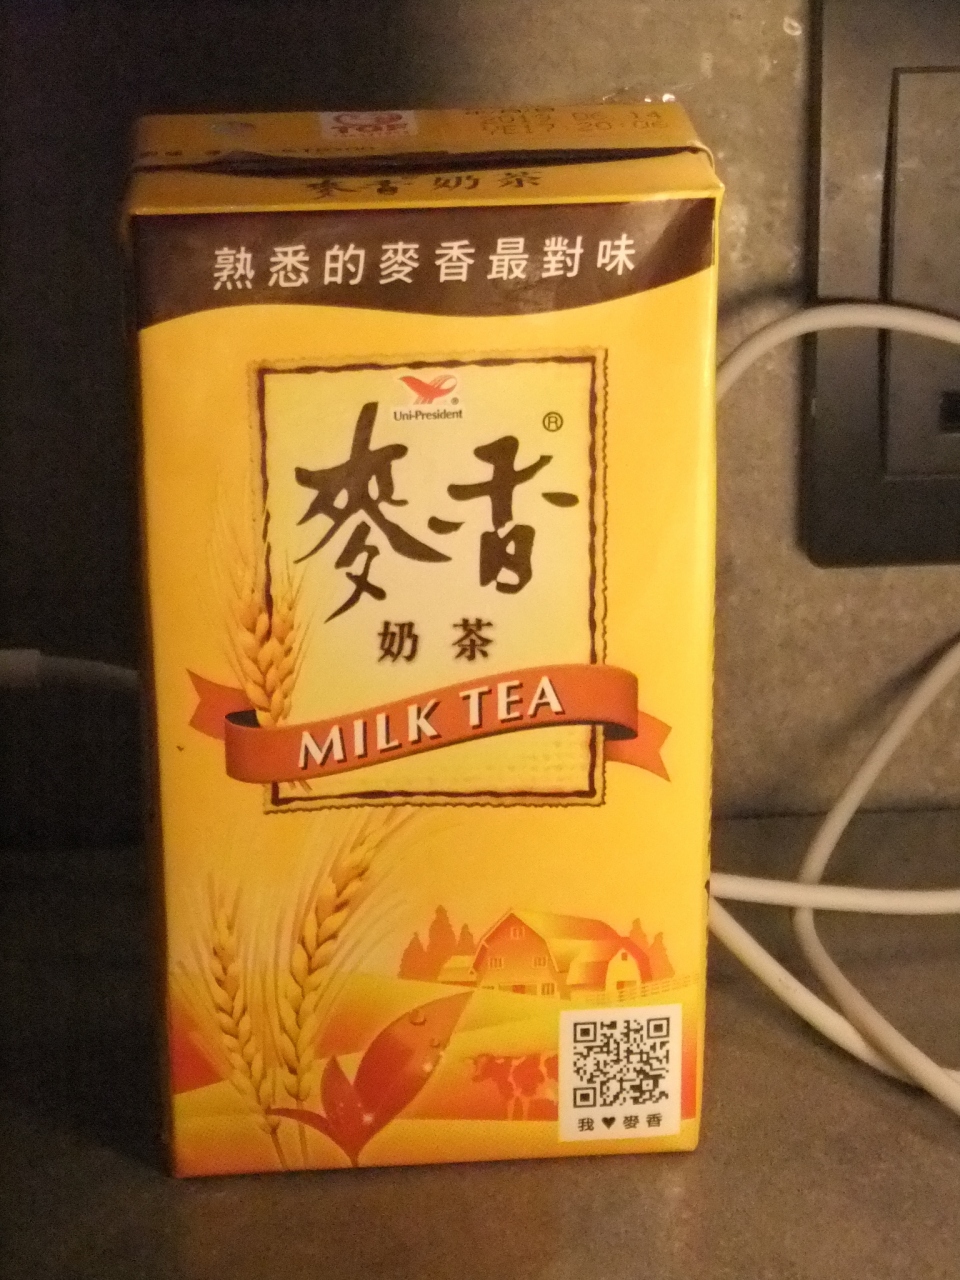 TQF
麥香奶茶
熟悉的麥香最對味
Uni-President
®
麥香
®
奶茶
MILK TEA
我♥麥香